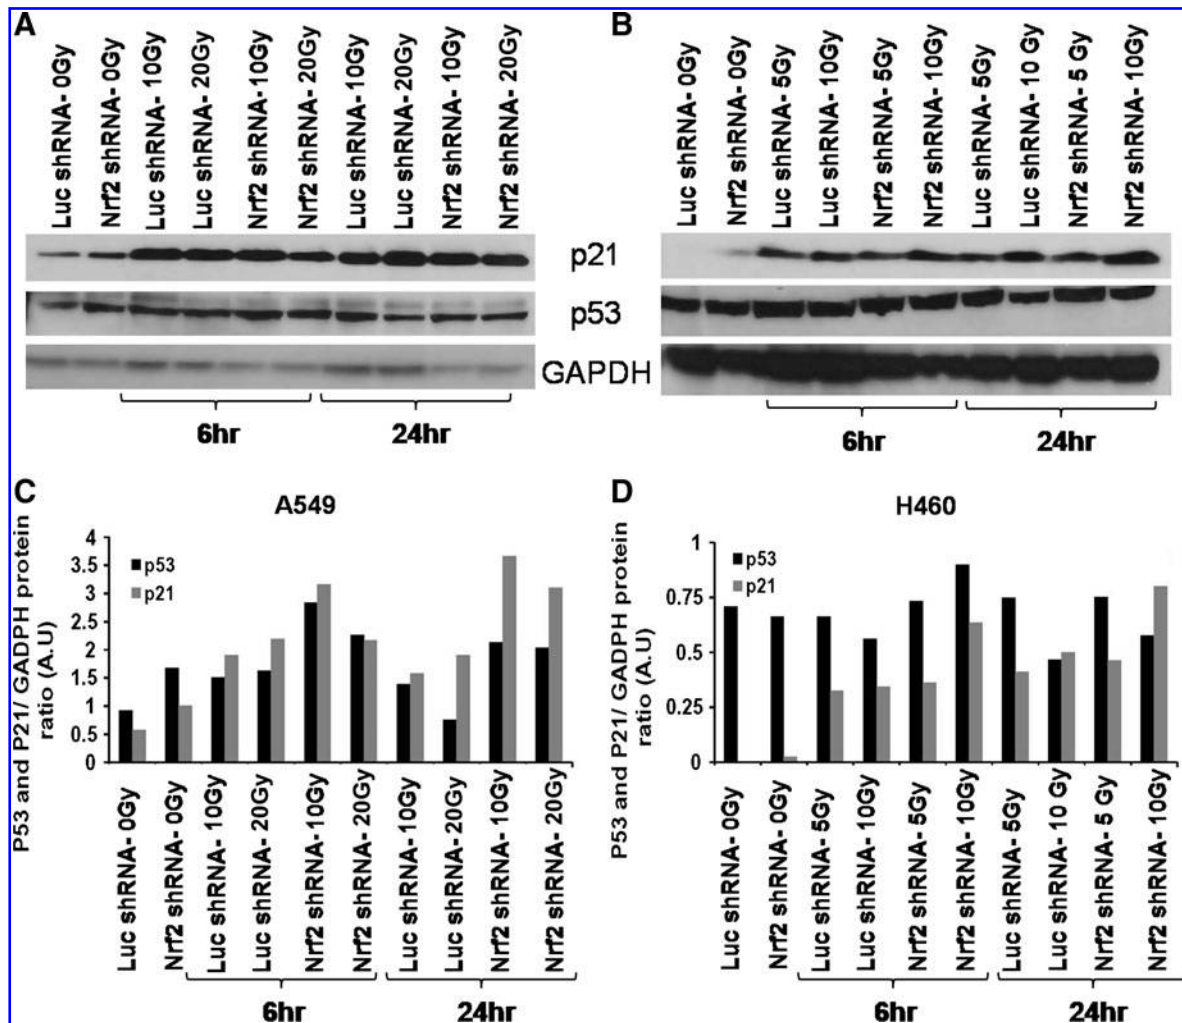 A
Luc shRNA- 0Gy
Nrf2 shRNA- 0Gy
Luc shRNA- 10Gy
Luc shRNA- 20Gy
Nrf2 shRNA- 10Gy
Nrf2 shRNA- 20Gy
Luc shRNA- 10Gy
Luc shRNA- 20Gy
Nrf2 shRNA- 10Gy
Nrf2 shRNA- 20Gy
B
Luc shRNA- 0Gy
Nrf2 shRNA- 0Gy
Luc shRNA- 5Gy
Luc shRNA- 10Gy
Nrf2 shRNA- 5Gy
Nrf2 shRNA- 10Gy
Luc shRNA- 5Gy
Luc shRNA- 10 Gy
Nrf2 shRNA- 5 Gy
Nrf2 shRNA- 10Gy
p21
p53
GAPDH
6hr
24hr
6hr
24hr
C
A549
P53 and P21/ GADPH protein
ratio (A.U)
4
3.5
3
2.5
2
1.5
1
0.5
0
p53
p21
Luc shRNA- 0Gy
Nrf2 shRNA- 0Gy
Luc shRNA- 10Gy
Luc shRNA- 20Gy
Nrf2 shRNA- 10Gy
Nrf2 shRNA- 20Gy
Luc shRNA- 10Gy
Luc shRNA- 20Gy
Nrf2 shRNA- 10Gy
Nrf2 shRNA- 20Gy
6hr
24hr
D
H460
P53 and P21/ GADPH protein
ratio (A.U)
1
0.75
0.5
0.25
0
p53
p21
Luc shRNA- 0Gy
Nrf2 shRNA- 0Gy
Luc shRNA- 5Gy
Luc shRNA- 10Gy
Nrf2 shRNA- 5Gy
Nrf2 shRNA- 10Gy
Luc shRNA- 5Gy
Luc shRNA- 10 Gy
Nrf2 shRNA- 5 Gy
Nrf2 shRNA- 10Gy
6hr
24hr